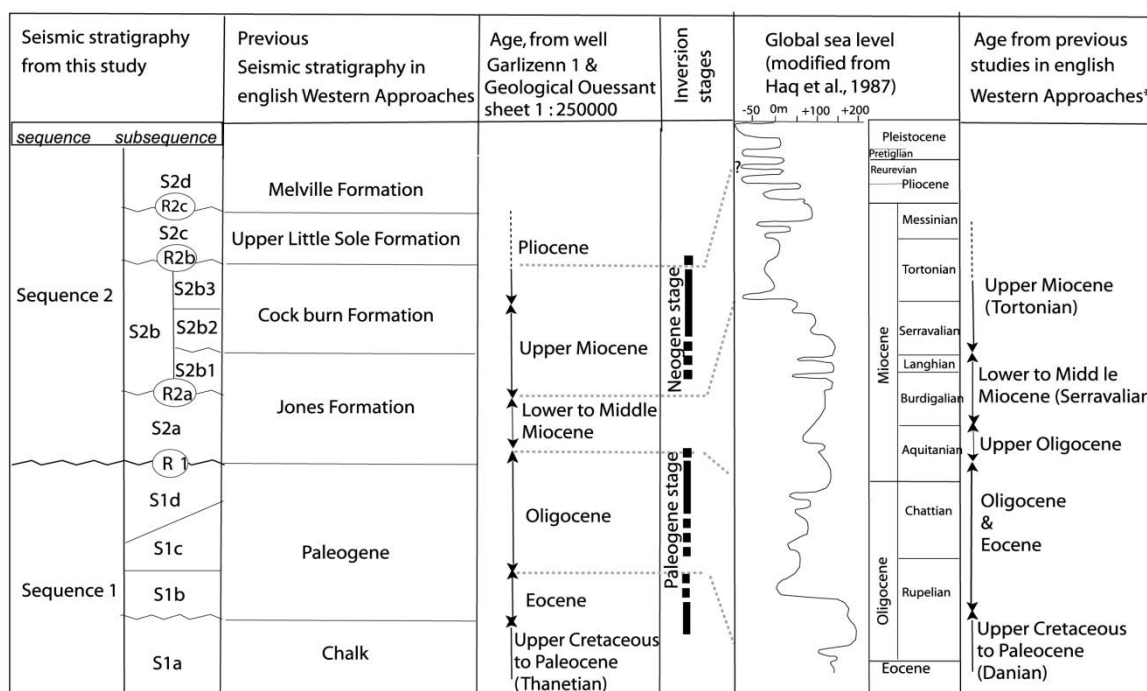 Seismic stratigraphy
from this study
Previous
Seismic stratigraphy in
english Western Approaches
Age, from well
Garlizenn 1 &
Geological Ouessant
sheet 1 : 250000
Inversion
stages
Global sea level
(modified from
Haq et al., 1987)
-50 0m +100 +200
Age from previous
studies in english
Western Approaches*
sequence subsequence
Sequence 2
Sequence 1
S2d
R2c
S2c
R2b
S2b
S2b3
S2b2
S2b1
R2a
S2a
R 1
S1d
S1c
S1b
S1a
Melville Formation
Upper Little Sole Formation
Cock burn Formation
Jones Formation
Paleogene
Chalk
Pliocene
Upper Miocene
Lower to Middle
Miocene
Oligocene
Eocene
Upper Cretaceous
to Paleocene
(Thanetian)
Neogene stage
Paleogene stage
?
Miocene
Oligocene
Pleistocene
Pretiglian
Reurevian
Pliocene
Messinian
Tortonian
Serravalian
Langhian
Burdigalian
Aquitanian
Chattian
Rupelian
Eocene
Upper Miocene
(Tortonian)
Lower to Midd le
Miocene (Serravalian
Upper Oligocene
Oligocene
&
Eocene
Upper Cretaceous
to Paleocene
(Danian)